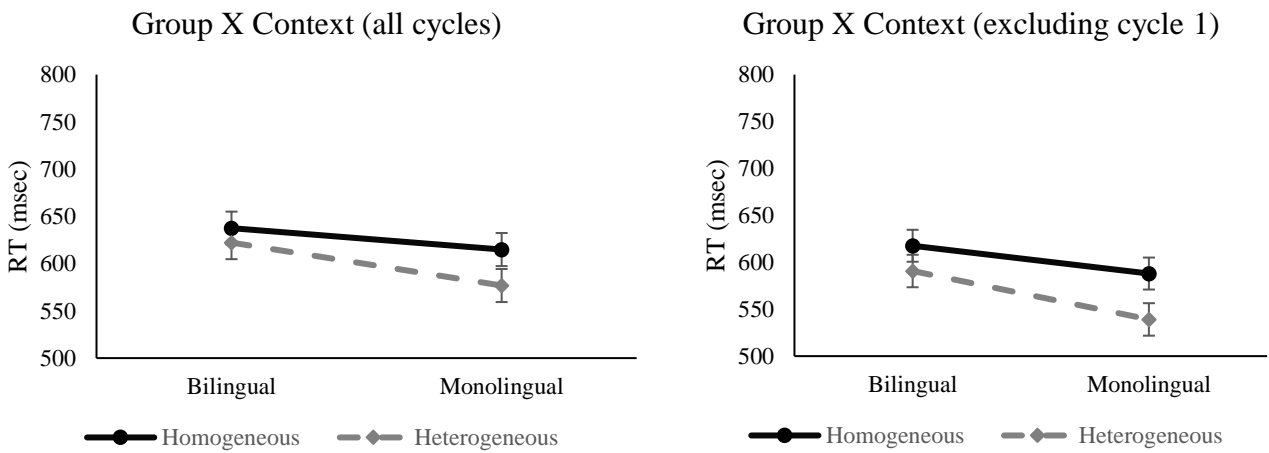 Group X Context (all cycles)
800
750
700
650
600
550
500
RT (msec)
Bilingual Monolingual
Homogeneous Heterogeneous
Group X Context (excluding cycle 1)
800
750
700
650
600
550
500
RT (msec)
Bilingual Monolingual
Homogeneous Heterogeneous